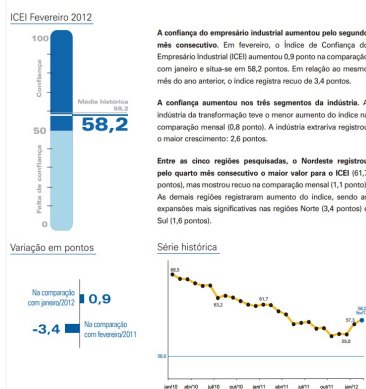 ICEI Fevereiro 2012
100
Confiança
Média histórica
59,2
58,2
50
Falta de confiança
0
A confiança do empresário industrial aumentou pelo segundo
mês consecutivo. Em fevereiro, o Índice de Confiança do
Empresário Industrial (ICEI) aumentou 0,9 ponto na comparação
com janeiro e situa-se em 58,2 pontos. Em relação ao mesmo
mês do ano anterior, o índice registra recuo de 3,4 pontos.
A confiança aumentou nos três segmentos da indústria. A
indústria da transformação teve o menor aumento do índice na
comparação mensal (0,8 ponto). A indústria extrativa registrou
o maior crescimento: 2,6 pontos.
Entre as cinco regiões pesquisadas, o Nordeste registrou
pelo quarto mês consecutivo o maior valor para o ICEI (61,7
pontos), mas mostrou recuo na comparação mensal (1,1 ponto).
As demais regiões registraram aumento do índice, sendo as
expansões mais significativas nas regiões Norte (3,4 pontos) e
Sul (1,6 pontos).
Variação em pontos
Na comparação
com janeiro/2012
0,9
-3,4
Na comparação
com fevereiro/2011
Série histórica
68,5
63,2
61,7
57,3
58,2
55,0
50,0
jan/10 abr/10 jul/10 out/10 jan/11 abr/11 jul/11 out/11 jan/12